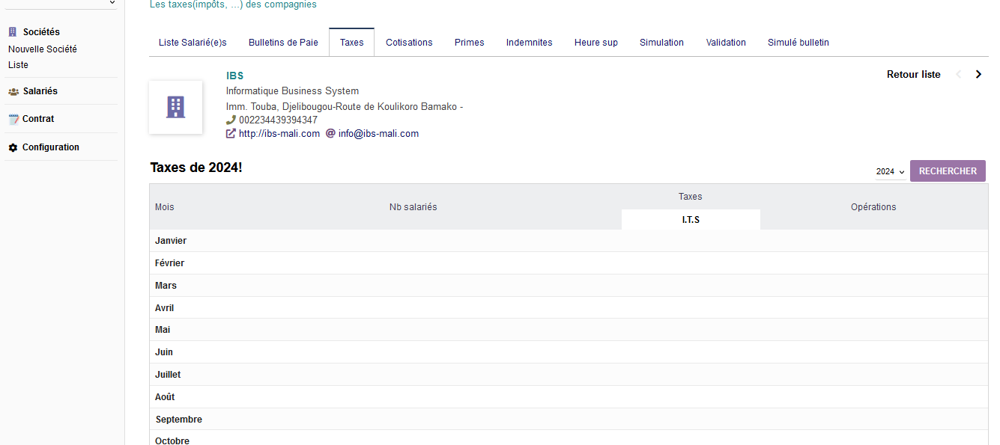 Les taxes(impôts, ...) des compagnies
Sociétés
Nouvelle Société
Liste
Salariés
Contrat
Configuration
Liste Salarié(e)s Bulletins de Paie Taxes Cotisations Primes Indemnites Heure sup Simulation Validation Simulé bulletin
IBS
Retour liste
Informatique Business System
Imm. Touba, Djelibougou-Route de Koulikoro Bamako -
002234439394347
http://ibs-mali.com @ info@ibs-mali.com
Taxes de 2024!
2024 RECHERCHER
Mois Nb salariés Taxes Opérations
I.T.S
Janvier
Février
Mars
Avril
Mai
Juin
Juillet
Août
Septembre
Octobre